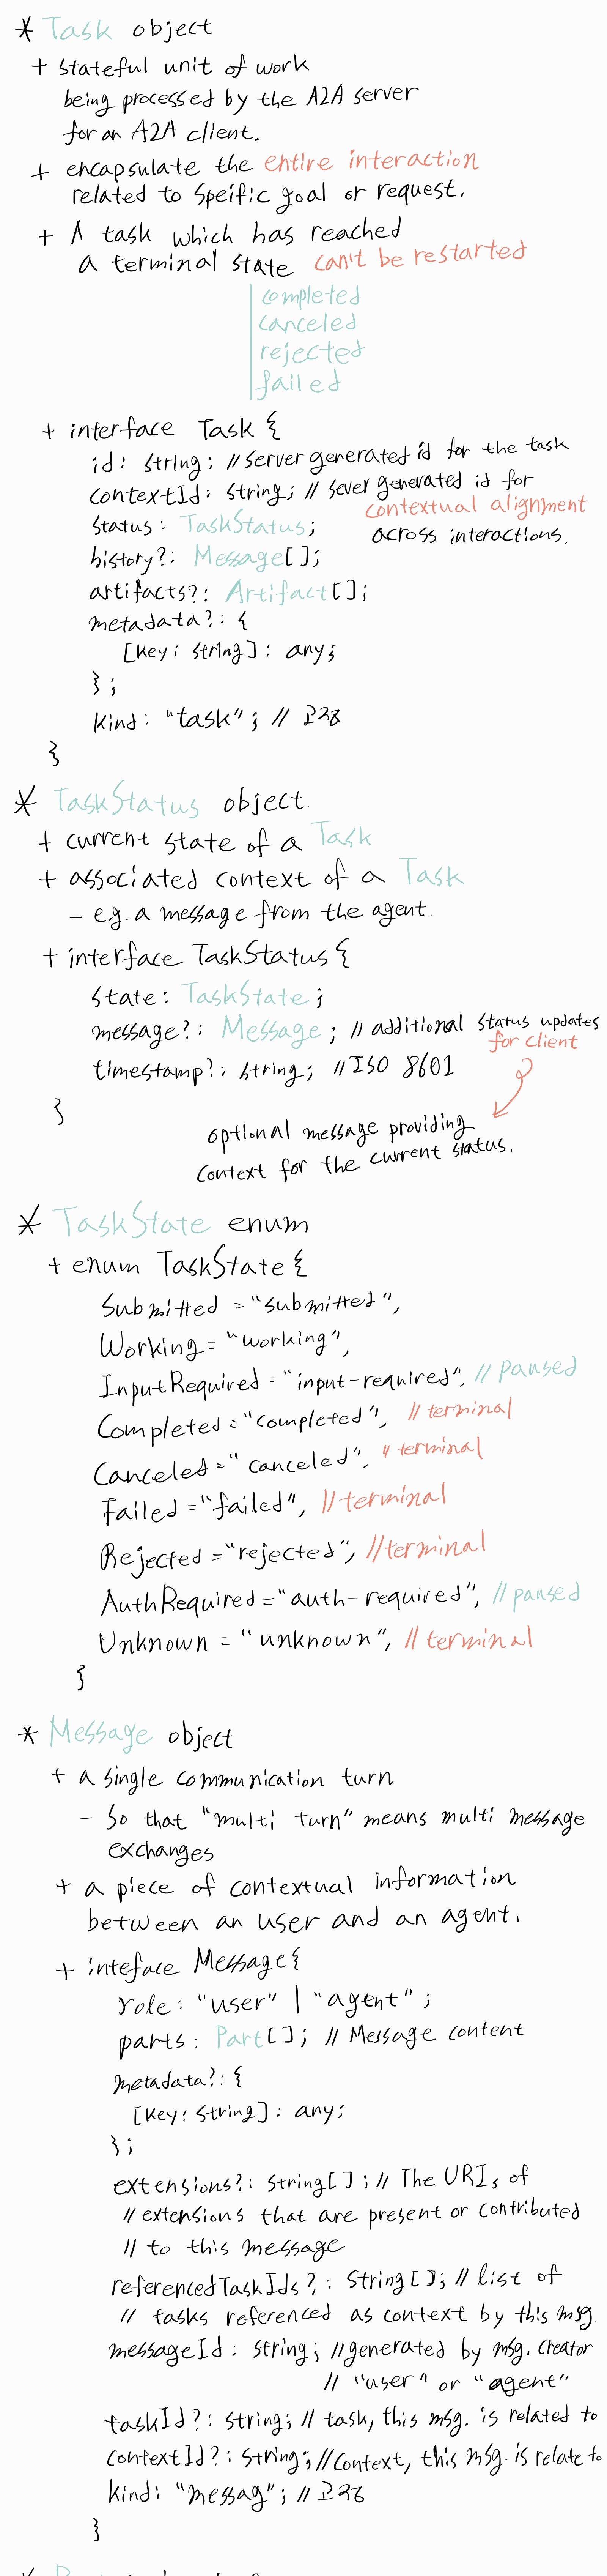 * Task object
+ stateful unit of work
being processed by the A2A server
for an A2A client.
+ encapsulate the entire interaction
related to speific goal or request.
+ A task which has reached
a terminal state can't be restarted
completed
canceled
rejected
failed
+ interface Task {
id: string; // server generated id for the task
contextId: string; // sever generated id for
contextual alignment
across interactions.
status: TaskStatus;
history?: Message[];
artifacts?: Artifact[];
metadata?: {
[key: string]: any;
};
kind: "task"; // 고정
}
* TaskStatus object.
+ current state of a Task
+ associated context of a Task
- e.g. a message from the agent.
+ interface TaskStatus {
state: TaskState;
message?: Message; // additional status updates
for client
timestamp?: string; // ISO 8601
}
optional message providing
context for the current status.
* TaskState enum
+ enum TaskState {
Submitted = "submitted",
Working = "working",
InputRequired = "input-required", // paused
Completed = "completed", // terminal
Canceled = "canceled", // terminal
Failed = "failed", // terminal
Rejected = "rejected", // terminal
AuthRequired = "auth-required", // paused
Unknown = "unknown", // terminal
}
* Message object
+ a single communication turn
- so that "multi turn" means multi message
exchanges
+ a piece of contextual information
between an user and an agent.
+ inteface Message {
role: "user" | "agent";
parts: Part[]; // Message content
metadata?: {
[key: string]: any;
};
extensions?: string[]; // The URIs of
// extensions that are present or contributed
// to this message
referencedTaskIds?: string[]; // list of
// tasks referenced as context by this msg.
messageId: string; // generated by msg. creator
// "user" or "agent"
taskId?: string; // task, this msg. is related to
contextId?: string; // context, this msg. is relate to
kind: "messag"; // 고정
}